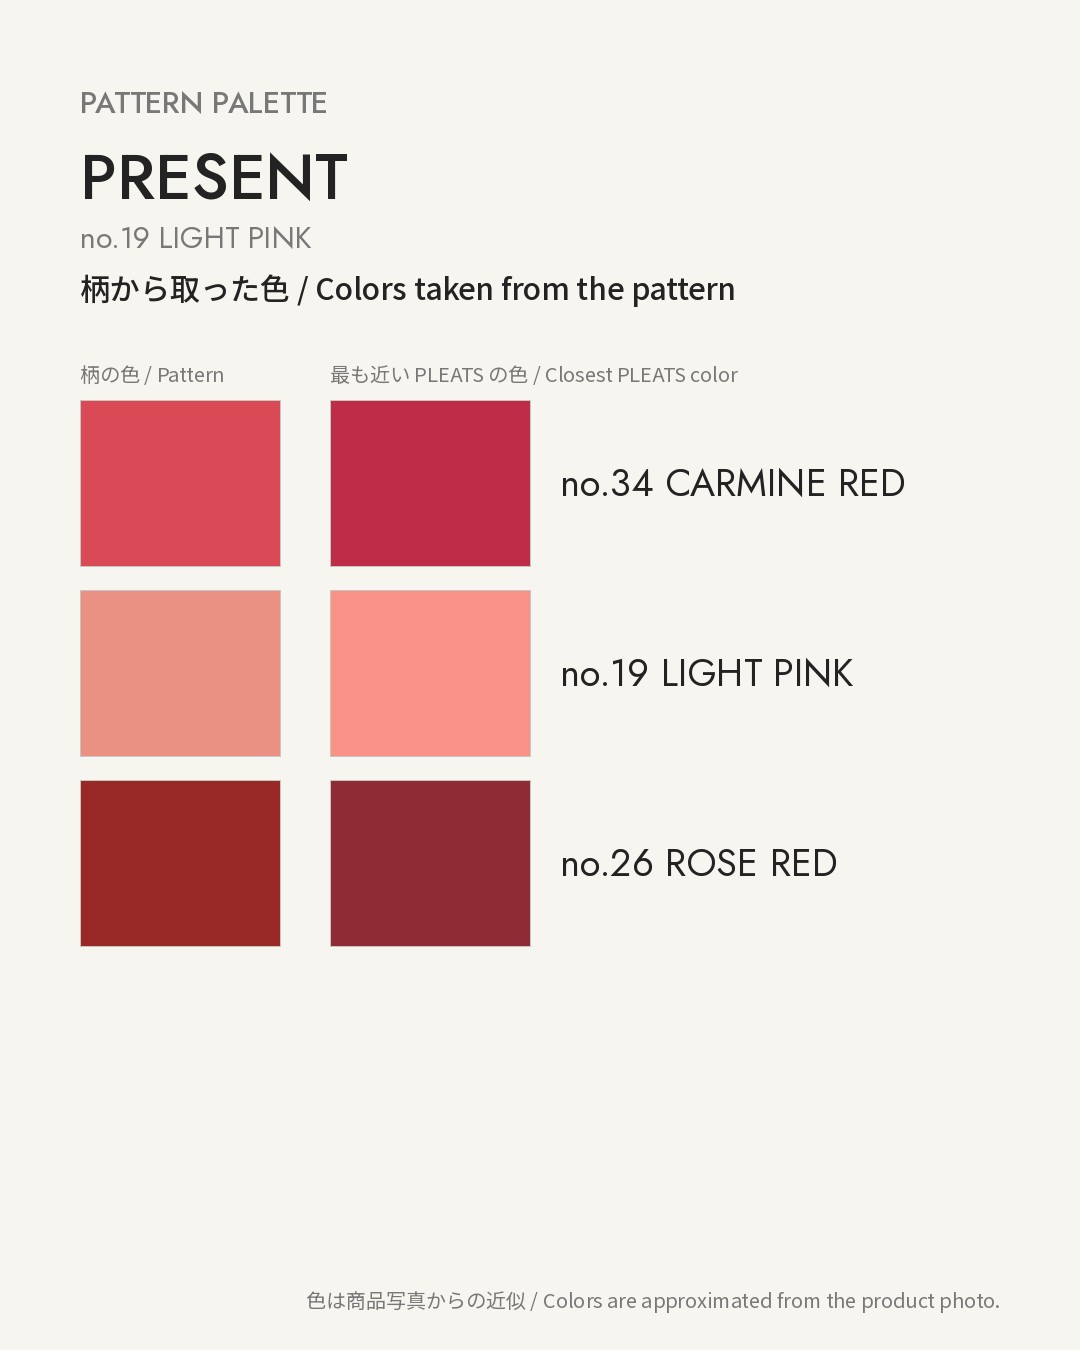 PATTERN PALETTE
PRESENT
no.19 LIGHT PINK
柄から取った色 / Colors taken from the pattern
柄の色 / Pattern
最も近い PLEATS の色 / Closest PLEATS color
no.34 CARMINE RED
no.19 LIGHT PINK
no.26 ROSE RED
色は商品写真からの近似 / Colors are approximated from the product photo.